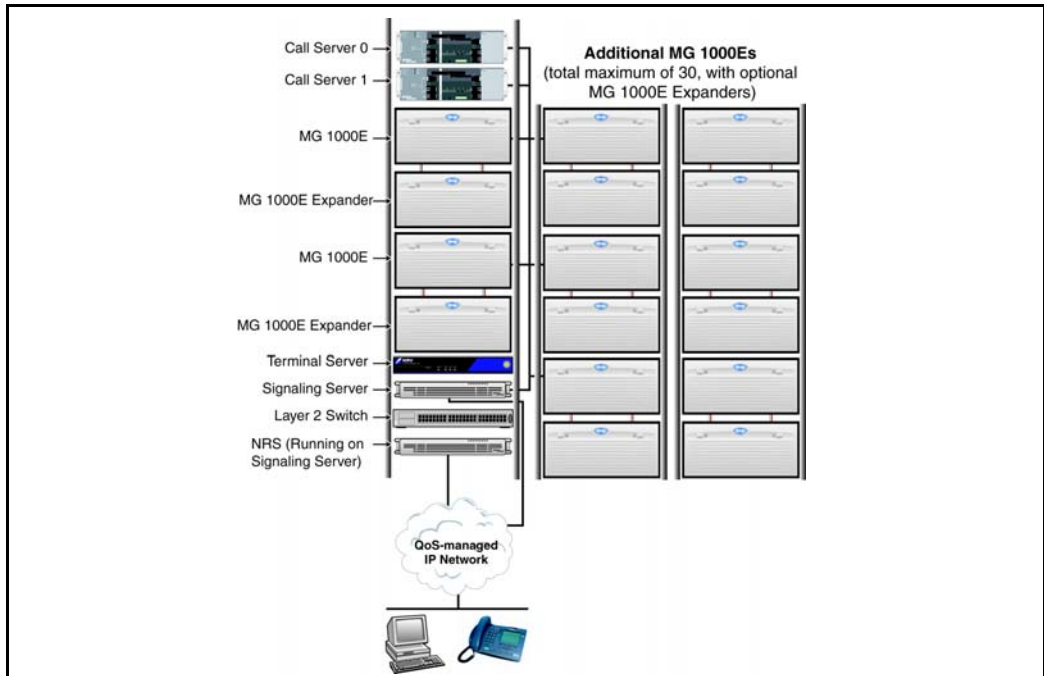 Call Server 0
Call Server 1
MG 1000E
MG 1000E Expander
MG 1000E
MG 1000E Expander
Terminal Server
Signaling Server
Layer 2 Switch
NRS (Running on
Signaling Server)
Additional MG 1000Es
(total maximum of 30, with optional
MG 1000E Expanders)
QoS-managed
IP Network